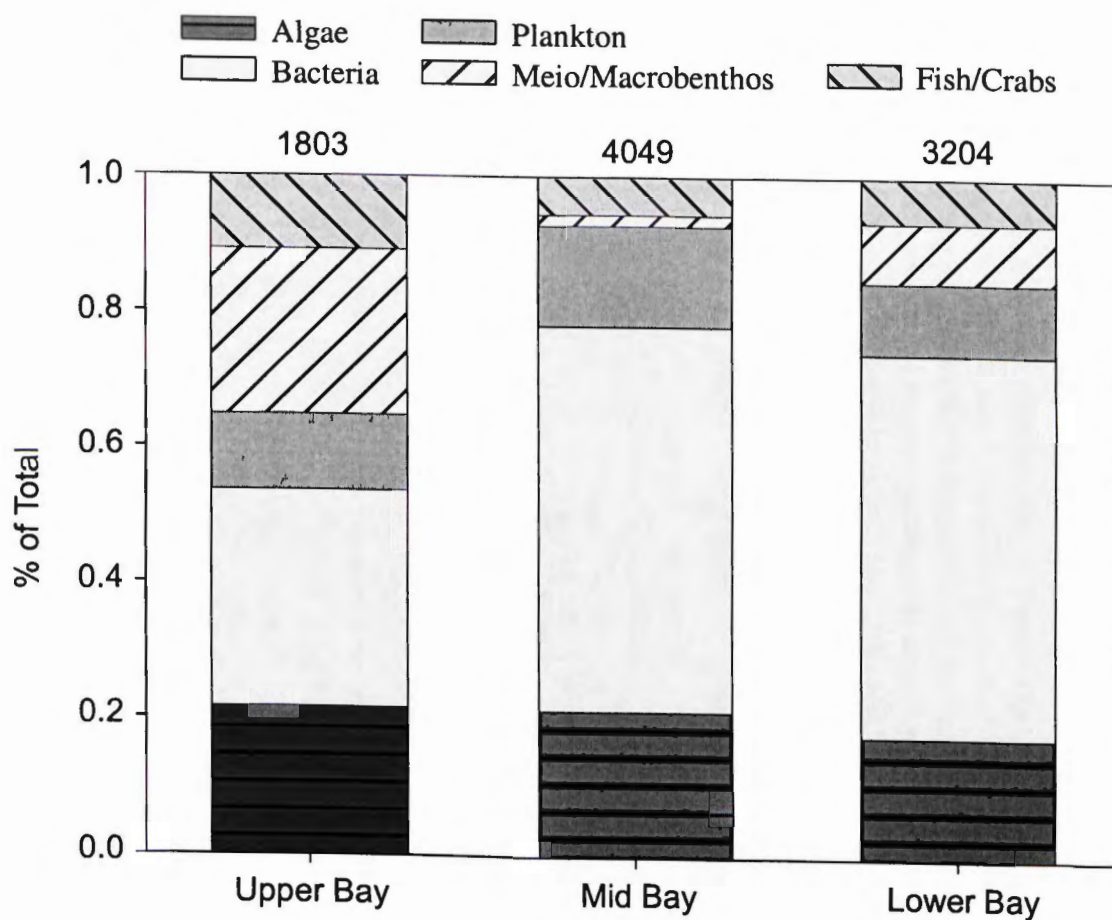 Algae Plankton
Bacteria Meio/Macrobenthos Fish/Crabs
1803 4049 3204
1.0
0.8
0.6
0.4
0.2
0.0
% of Total
Upper Bay Mid Bay Lower Bay